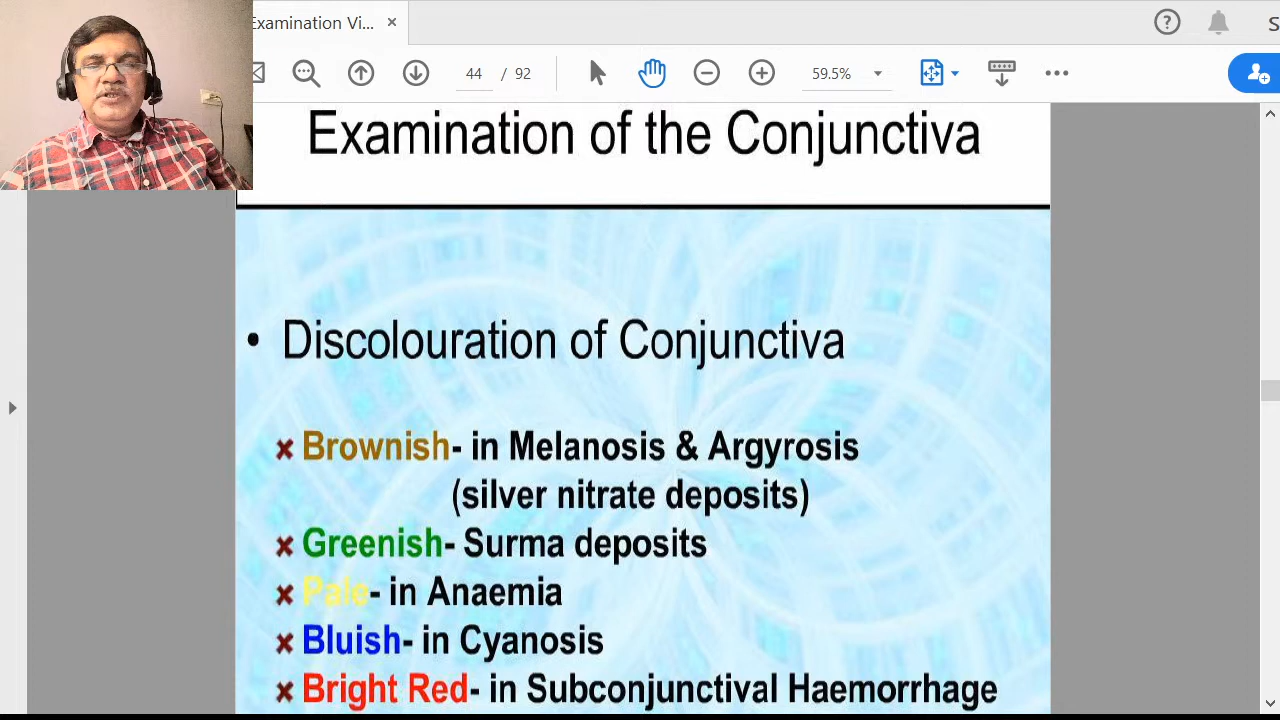 Examination Vi... ×
44 / 92
59.5%
Examination of the Conjunctiva
• Discolouration of Conjunctiva
× Brownish- in Melanosis & Argyrosis
(silver nitrate deposits)
× Greenish- Surma deposits
× Pale- in Anaemia
× Bluish- in Cyanosis
× Bright Red- in Subconjunctival Haemorrhage